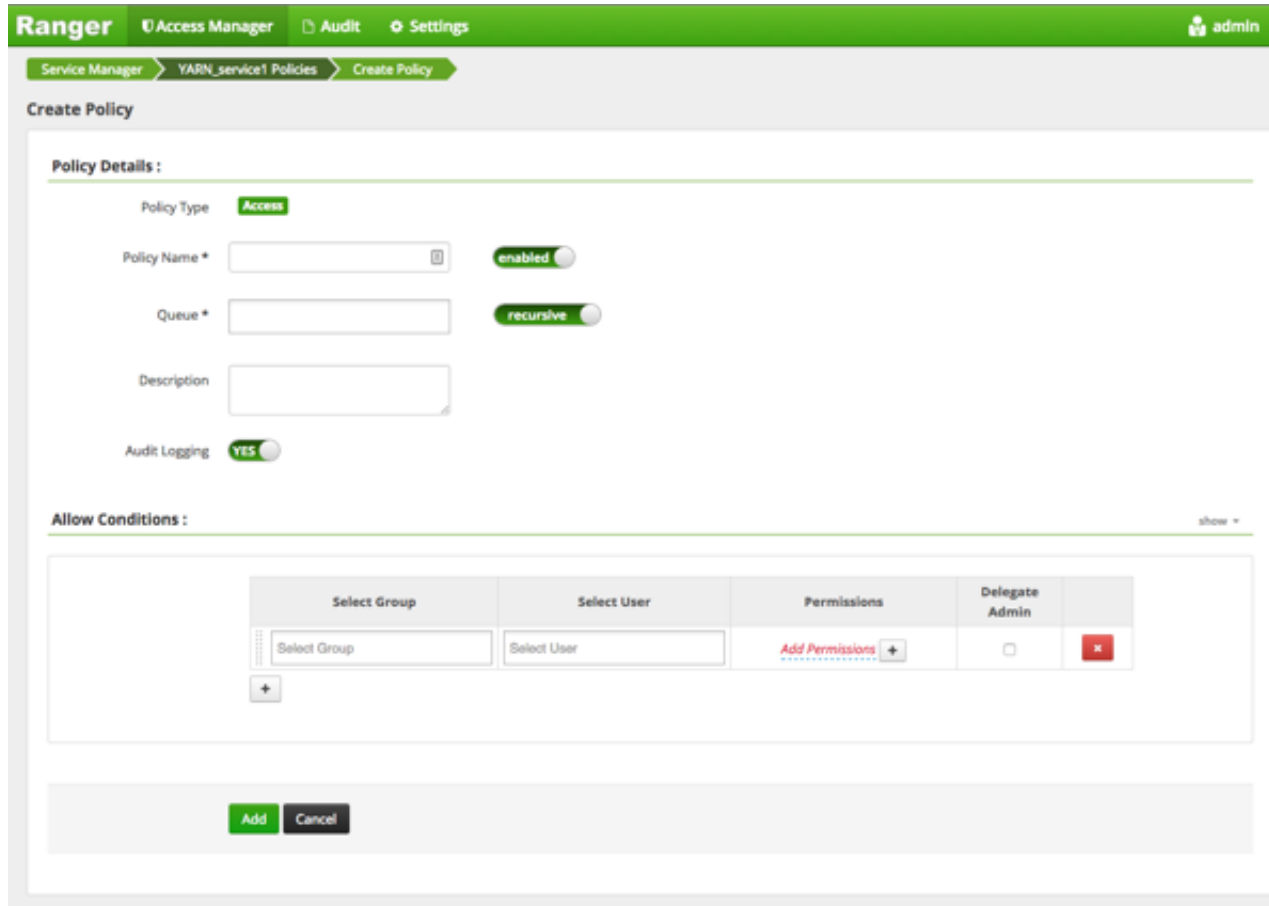 Ranger Access Manager Audit Settings admin
Service Manager YARN_service1 Policies Create Policy
Create Policy
Policy Details :
Policy Type Access
Policy Name * enabled
Queue * recursive
Description
Audit Logging YES
Allow Conditions : show
Select Group Select User Permissions Delegate Admin
Select Group Select User Add Permissions +
+
Add Cancel